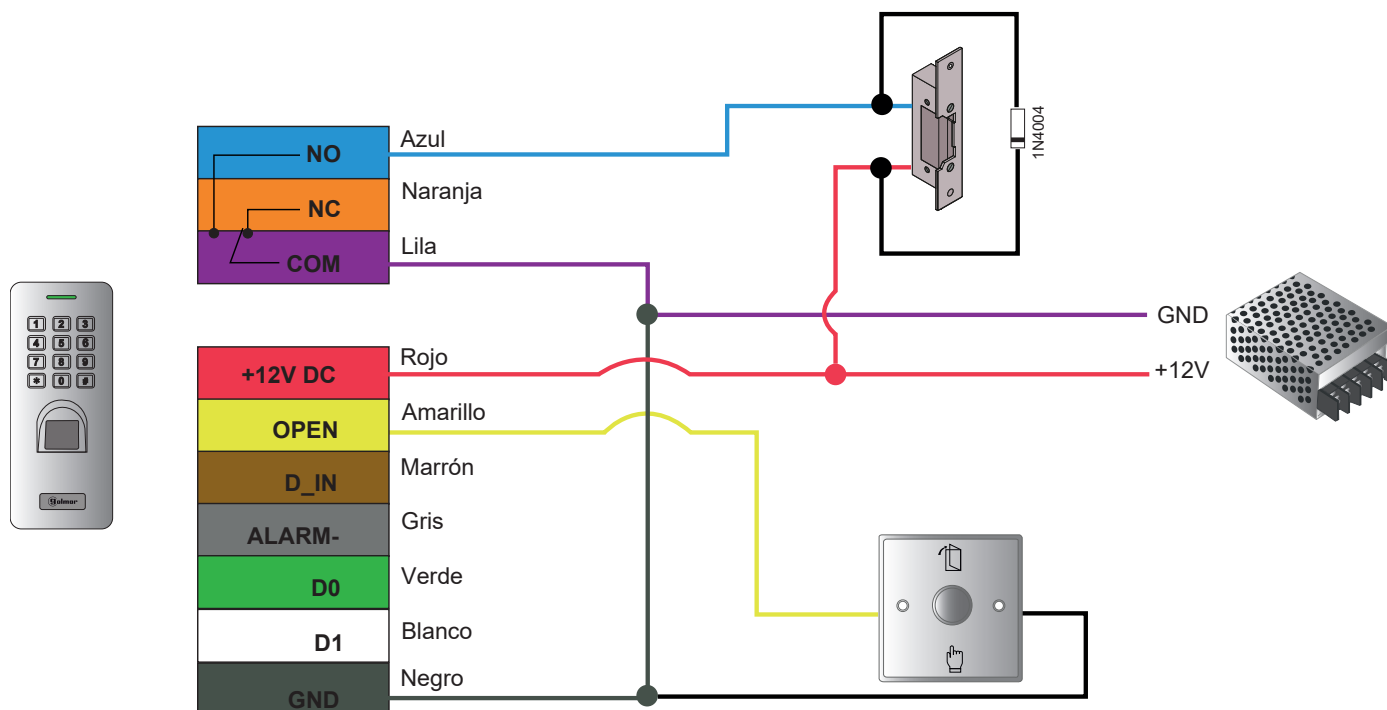 NO
Azul
NC
Naranja
COM
Lila
1N4004
GND
+12V
+12V DC
Rojo
OPEN
Amarillo
D_IN
Marrón
ALARM-
Gris
D0
Verde
D1
Blanco
GND
Negro
1 2 3
4 5 6
7 8 9
* 0 #
golmar